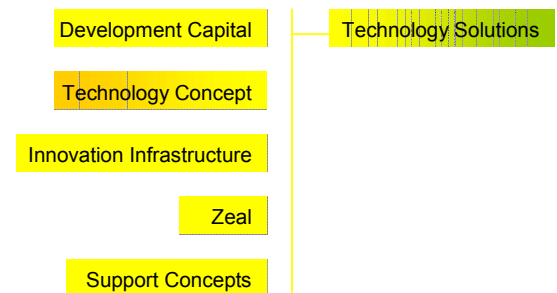 Development Capital
Technology Solutions
Technology Concept
Innovation Infrastructure
Zeal
Support Concepts